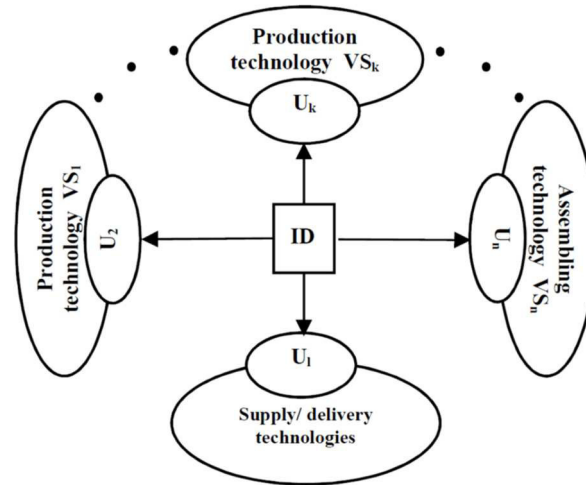 Production
technology VSₖ
Uₖ
Production
technology VS₁
U₂
ID
Uₙ
Assembling
technology VSₙ
U₁
Supply/ delivery
technologies